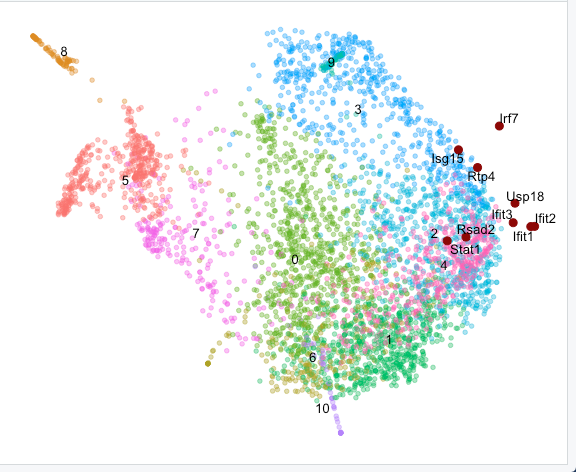 8
9
3
Irf7
Isg15
Rtp4
5
Usp18
Ifit3
Ifit2
7
2
Rsad2
Ifit1
Stat1
0
4
1
6
10